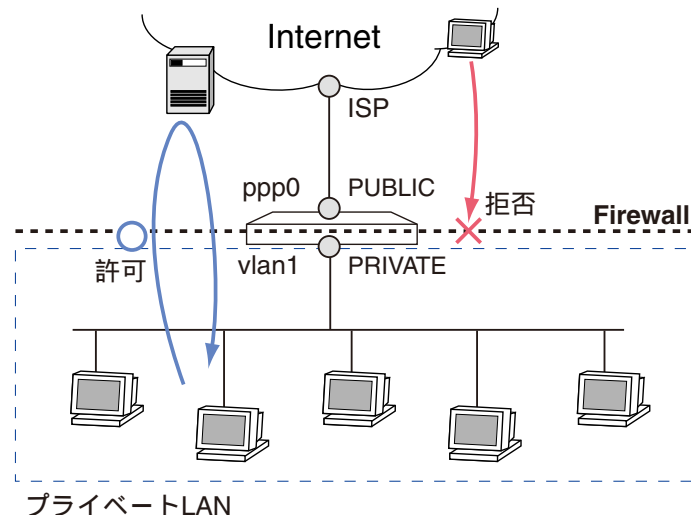 Internet
ISP
ppp0
PUBLIC
拒否
Firewall
許可
vlan1
PRIVATE
プライベートLAN